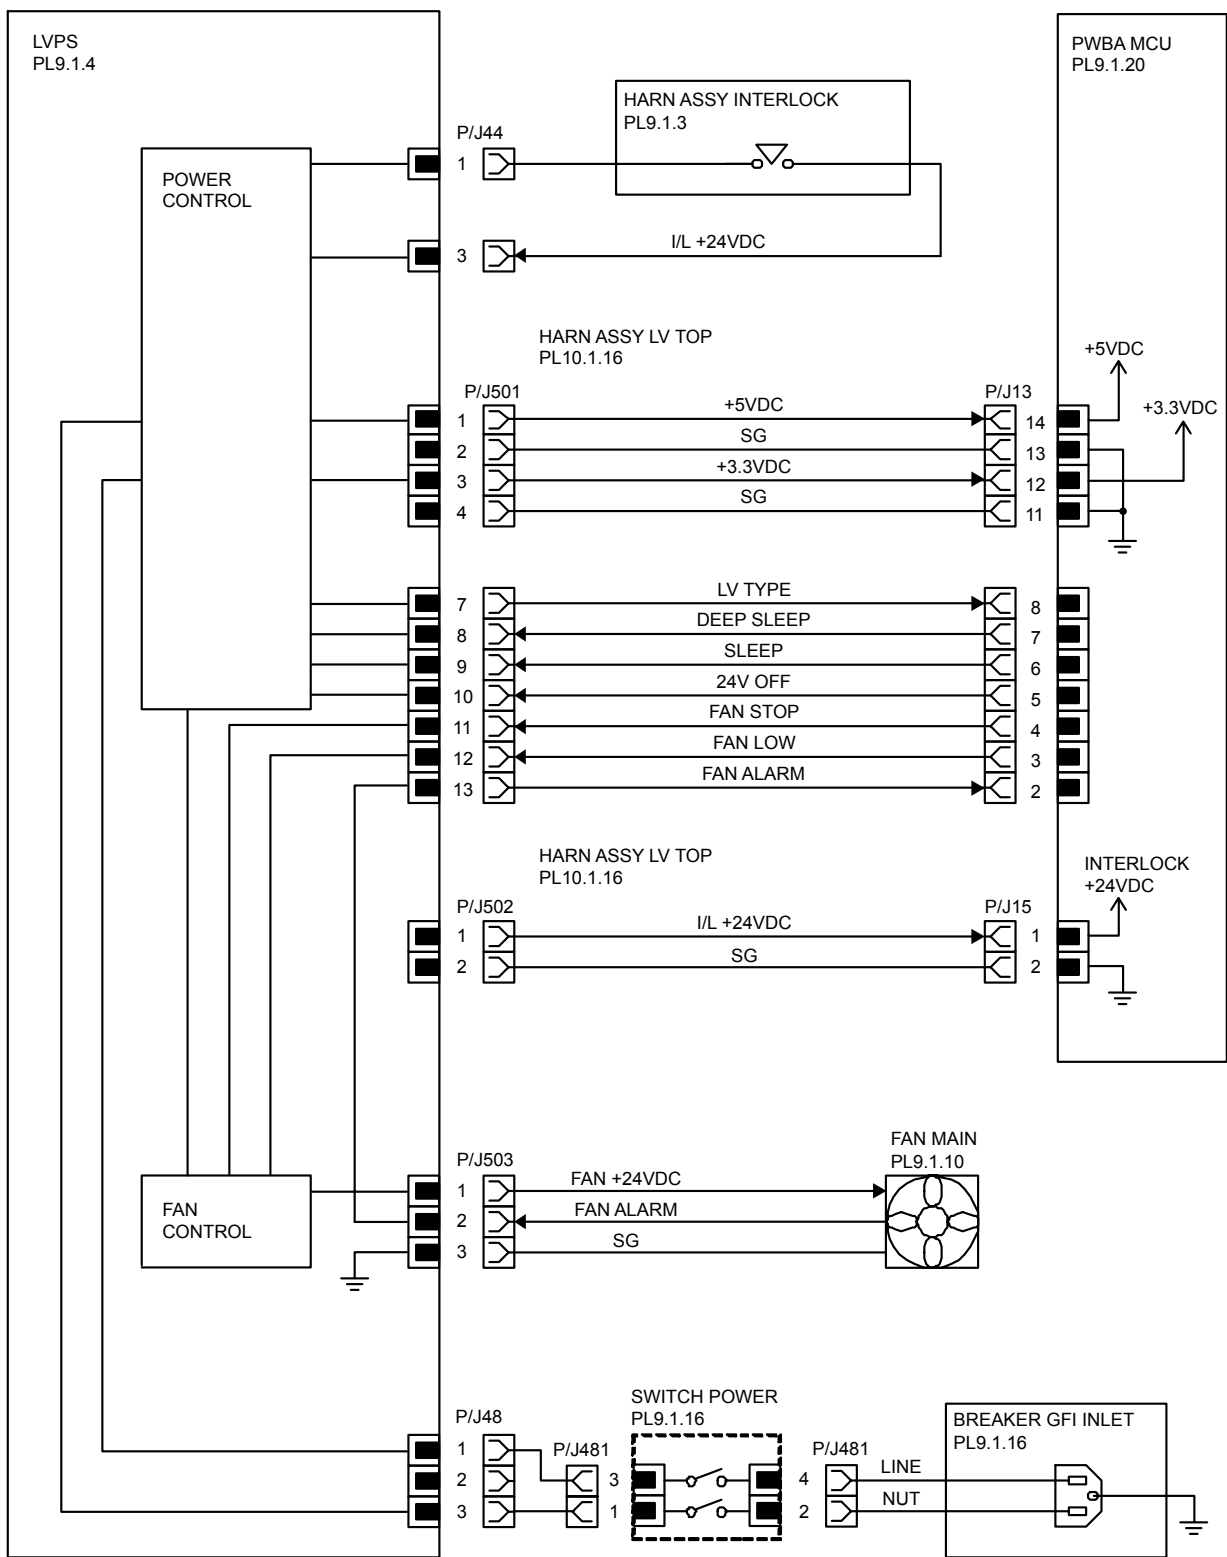 LVPS
PL9.1.4
PWBA MCU
PL9.1.20
HARN ASSY INTERLOCK
PL9.1.3
P/J44
1
POWER
CONTROL
3
I/L +24VDC
HARN ASSY LV TOP
PL10.1.16
+5VDC
+3.3VDC
P/J501
P/J13
1
+5VDC
14
2
SG
13
3
+3.3VDC
12
4
SG
11
7
LV TYPE
8
8
DEEP SLEEP
7
9
SLEEP
6
10
24V OFF
5
11
FAN STOP
4
12
FAN LOW
3
13
FAN ALARM
2
HARN ASSY LV TOP
PL10.1.16
INTERLOCK
+24VDC
P/J502
P/J15
1
I/L +24VDC
1
2
SG
2
FAN MAIN
PL9.1.10
P/J503
FAN
CONTROL
1
FAN +24VDC
2
FAN ALARM
3
SG
SWITCH POWER
PL9.1.16
BREAKER GFI INLET
PL9.1.16
P/J48
P/J481
P/J481
1
2
3
3
4
LINE
1
2
NUT